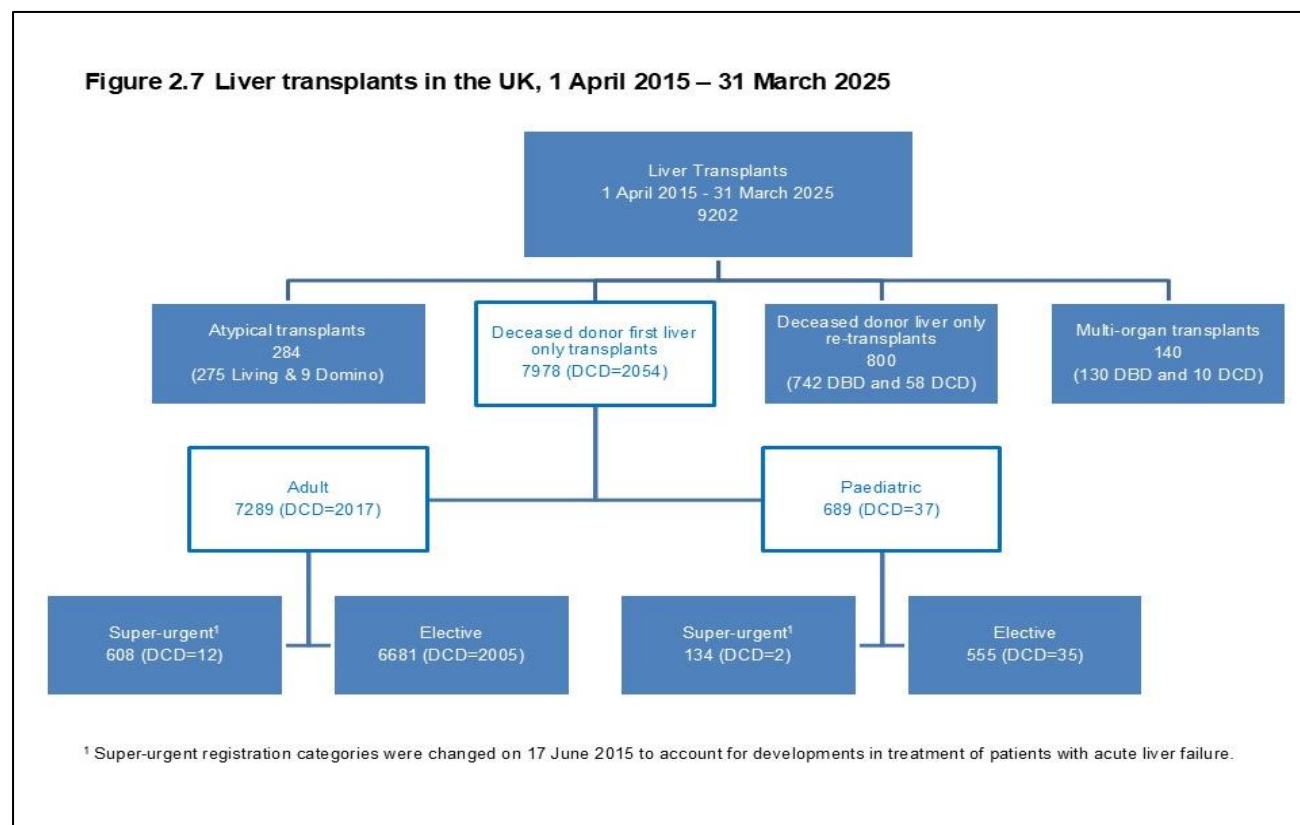 Figure 2.7 Liver transplants in the UK, 1 April 2015 – 31 March 2025
Liver Transplants
1 April 2015 - 31 March 2025
9202
Atypical transplants
284
(275 Living & 9 Domino)
Deceased donor first liver
only transplants
7978 (DCD=2054)
Deceased donor liver only
re-transplants
800
(742 DBD and 58 DCD)
Multi-organ transplants
140
(130 DBD and 10 DCD)
Adult
7289 (DCD=2017)
Paediatric
689 (DCD=37)
Super-urgent¹
608 (DCD=12)
Elective
6681 (DCD=2005)
Super-urgent¹
134 (DCD=2)
Elective
555 (DCD=35)
¹ Super-urgent registration categories were changed on 17 June 2015 to account for developments in treatment of patients with acute liver failure.